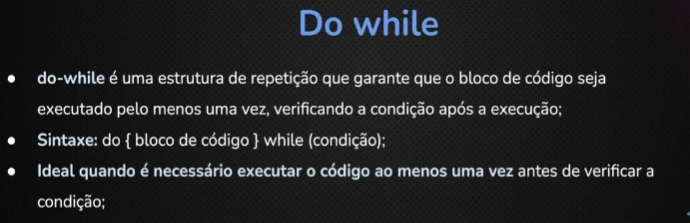 Do while
● do-while é uma estrutura de repetição que garante que o bloco de código seja
executado pelo menos uma vez, verificando a condição após a execução;
● Sintaxe: do { bloco de código } while (condição);
● Ideal quando é necessário executar o código ao menos uma vez antes de verificar a
condição;